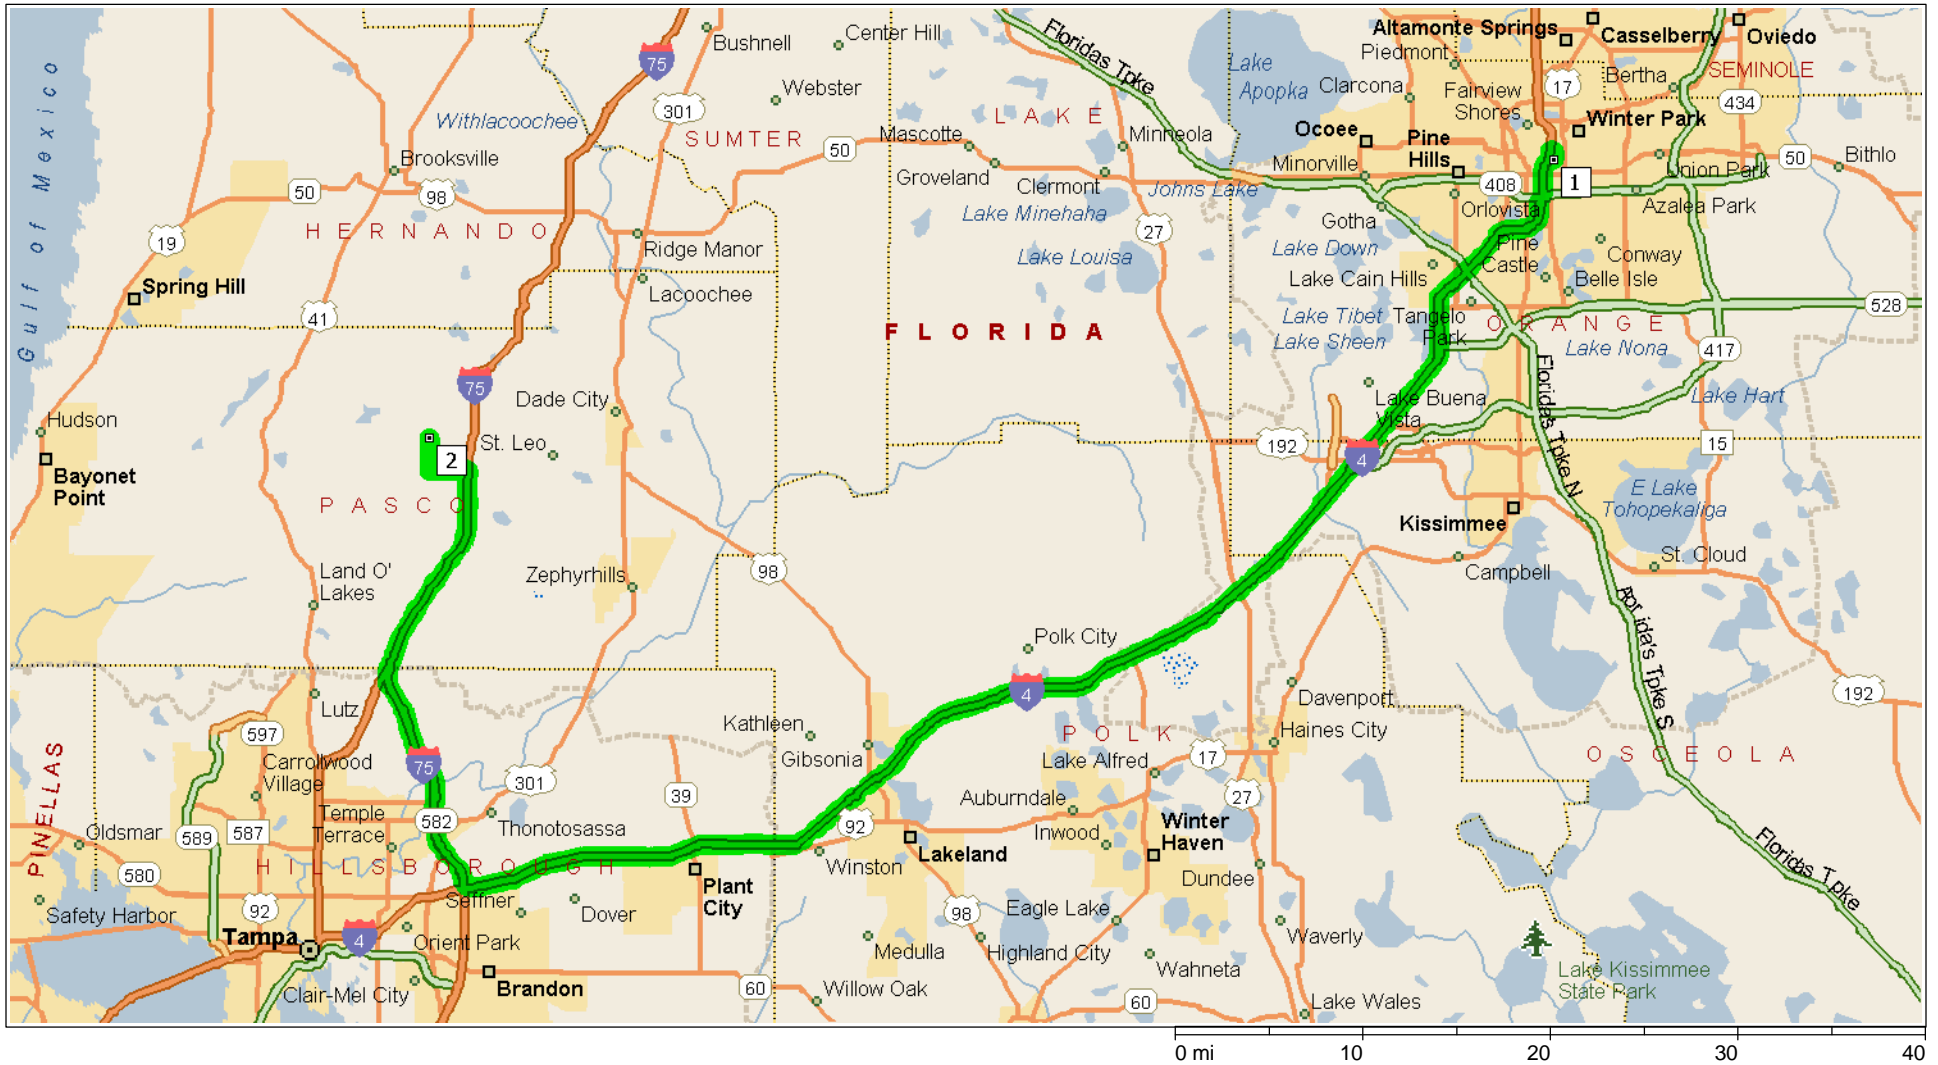 Gulf of Mexico
Bushnell
Center Hill
75
301
Webster
Withlacoochee
SUMTER
Brooksville
50
98
50
19
HERNANDO
Ridge Manor
Spring Hill
Lacoochee
41
75
Dade City
Hudson
Bayonet
Point
2
St. Leo
PASCO
Land O'
Lakes
Zephyrhills
98
Floridas Tpke
LAKE
Mascotte
Minneola
Groveland
Clermont
Johns Lake
Lake Minehaha
27
Lake Louisa
FLORIDA
Lake
Apopka
Altamonte Springs
Casselberry
Oviedo
Piedmont
Bertha
SEMINOLE
Clarcona
17
Fairview
Shores
434
Ocoee
Pine
Hills
Winter Park
Minorville
50
Bithlo
Union Park
408
1
Orlovista
Azalea Park
Gotha
Lake Down
Pine
Castle
Conway
Lake Cain Hills
Belle Isle
Lake Tibet
Tangelo
Park
Lake Sheen
ORANGE
528
Lake Nona
417
Floridas Tpke N
Lake Buena
Vista
Lake Hart
192
4
15
E Lake
Tohopekaliga
Kissimmee
St. Cloud
Campbell
Polk City
4
Davenport
192
Haines City
POLK
17
OSCEOLA
Lutz
PINELLAS
597
Carrollwood
Village
75
Kathleen
Gibsonia
Lake Alfred
301
39
27
Temple
Terrace
582
Thonotosassa
Auburndale
92
Inwood
Winter
Haven
Oldsmar
589
587
HILLSBOROUGH
Winston
Lakeland
Dundee
Floridas Tpke
580
Plant
City
Safety Harbor
92
Seffner
Dover
98
Eagle Lake
Tampa
4
Orient Park
Medulla
Highland City
Waverly
Wahneta
Lake Kissimmee
State Park
Clair-Mel City
Brandon
60
Willow Oak
60
Lake Wales
0 mi
10
20
30
40